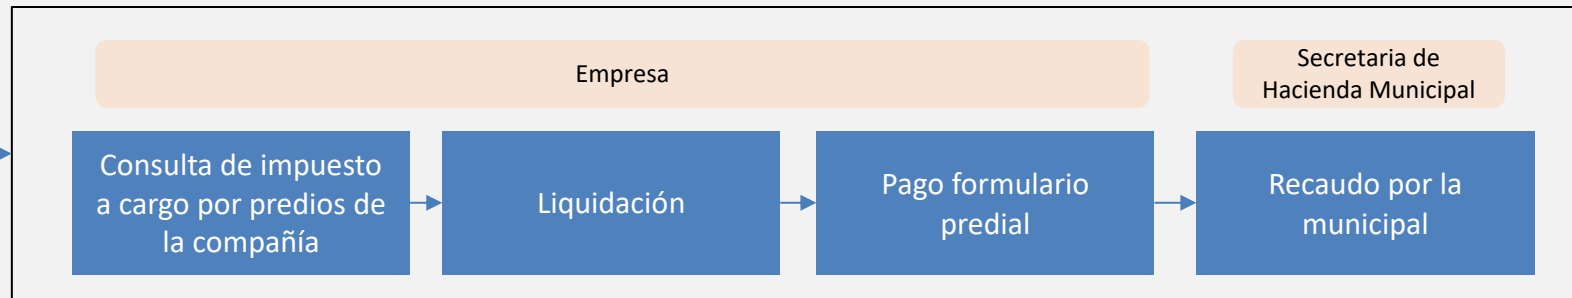 Empresa
Secretaria de
Hacienda Municipal
Consulta de impuesto
a cargo por predios de
la compañía
Liquidación
Pago formulario
predial
Recaudo por la
municipal